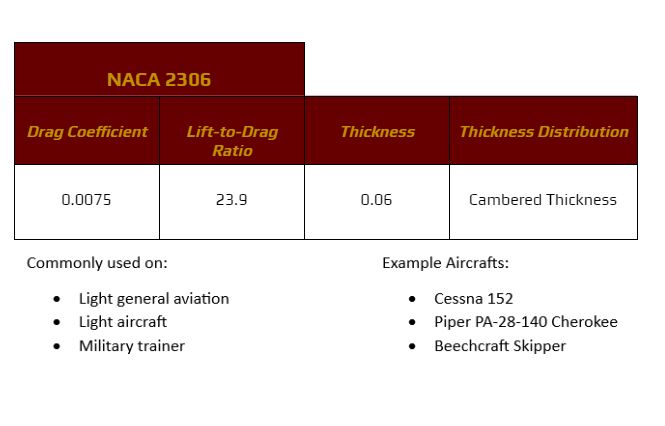 NACA 2306
Drag Coefficient
Lift-to-Drag
Ratio
Thickness
Thickness Distribution
0.0075
23.9
0.06
Cambered Thickness
Commonly used on:
• Light general aviation
• Light aircraft
• Military trainer
Example Aircrafts:
• Cessna 152
• Piper PA-28-140 Cherokee
• Beechcraft Skipper